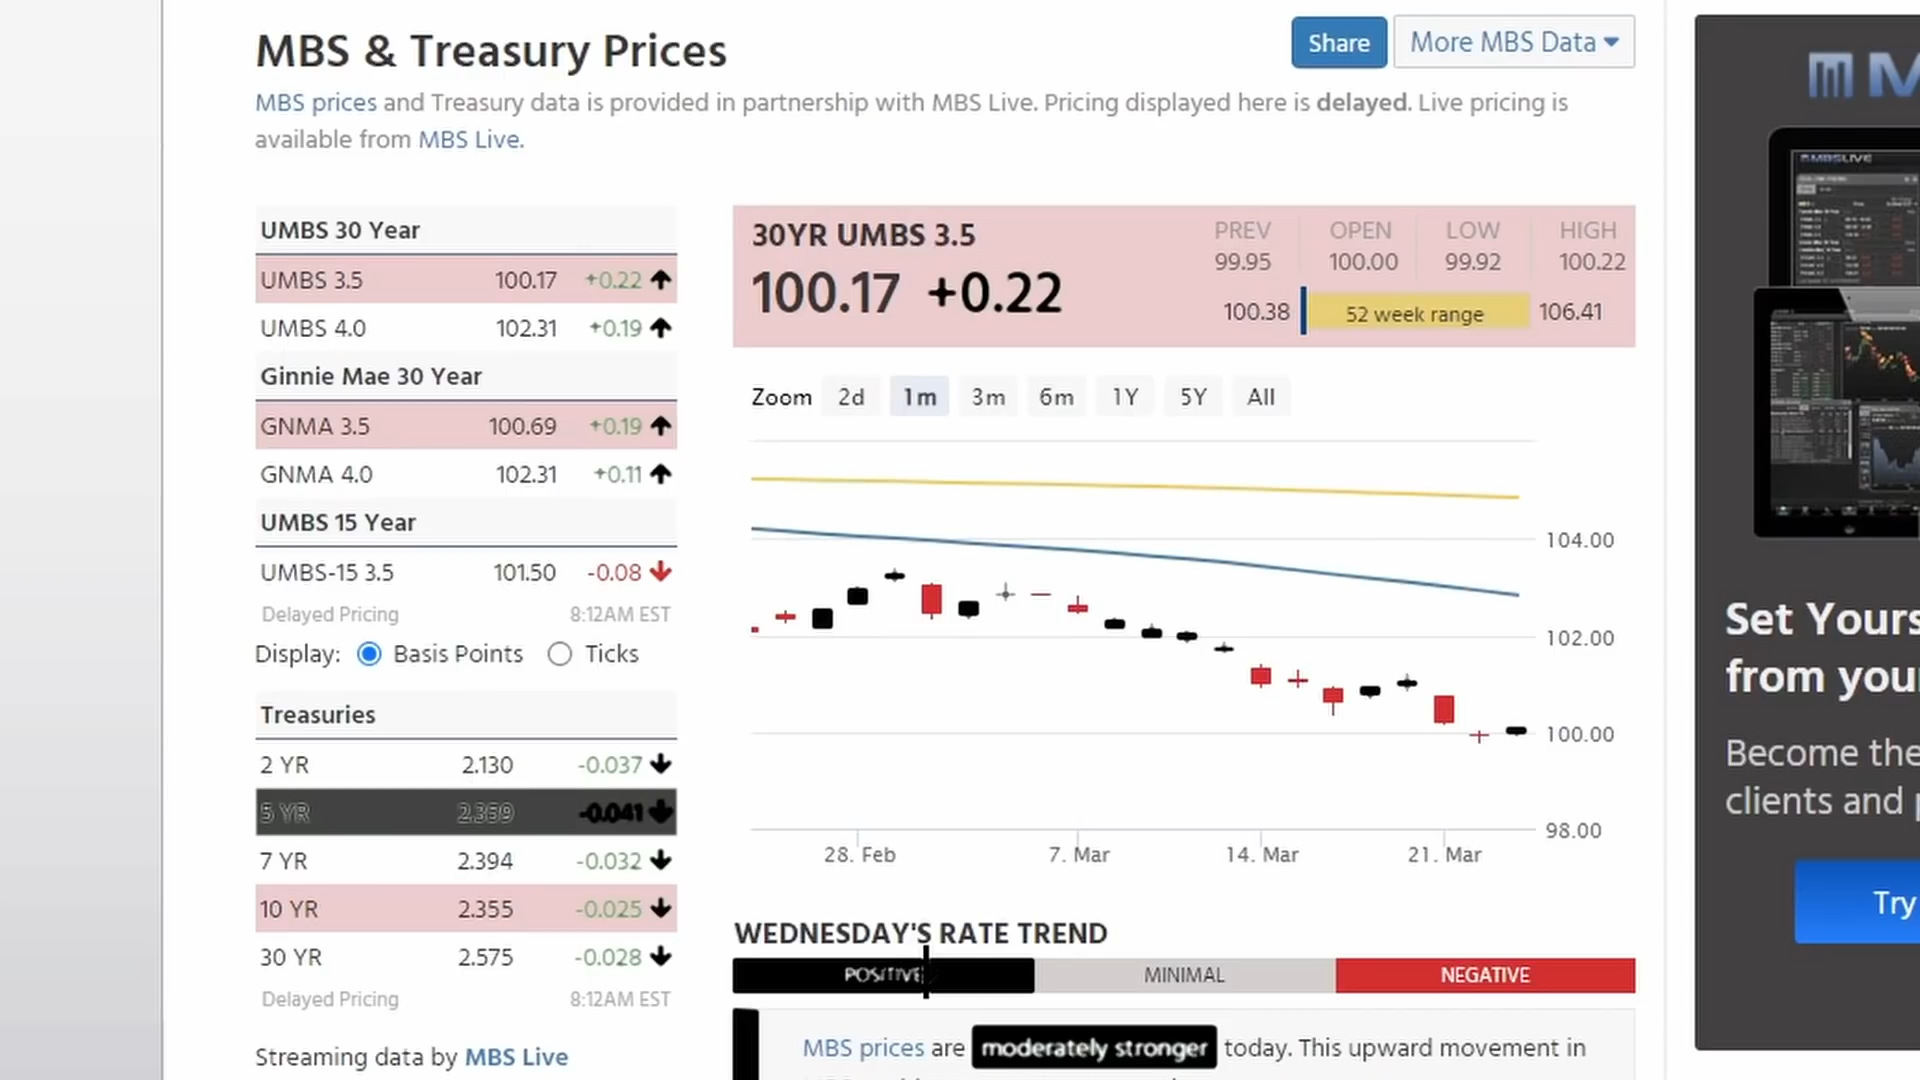 MBS & Treasury Prices
Share
More MBS Data
MBS prices and Treasury data is provided in partnership with MBS Live. Pricing displayed here is delayed. Live pricing is
available from MBS Live.
UMBS 30 Year
UMBS 3.5 100.17 +0.22
UMBS 4.0 102.31 +0.19
Ginnie Mae 30 Year
GNMA 3.5 100.69 +0.19
GNMA 4.0 102.31 +0.11
UMBS 15 Year
UMBS-15 3.5 101.50 -0.08
Delayed Pricing 8:12AM EST
Display: Basis Points Ticks
Treasuries
2 YR 2.130 -0.037
5 YR 2.359 -0.041
7 YR 2.394 -0.032
10 YR 2.355 -0.025
30 YR 2.575 -0.028
Delayed Pricing 8:12AM EST
Streaming data by MBS Live
30YR UMBS 3.5
100.17 +0.22
PREV OPEN LOW HIGH
99.95 100.00 99.92 100.22
100.38 52 week range 106.41
Zoom 2d 1m 3m 6m 1Y 5Y All
104.00
102.00
100.00
98.00
28. Feb 7. Mar 14. Mar 21. Mar
WEDNESDAY'S RATE TREND
POSITIVE MINIMAL NEGATIVE
MBS prices are moderately stronger today. This upward movement in
M
MBSLIVE
Set Yours
from your
Become the
clients and p
Try